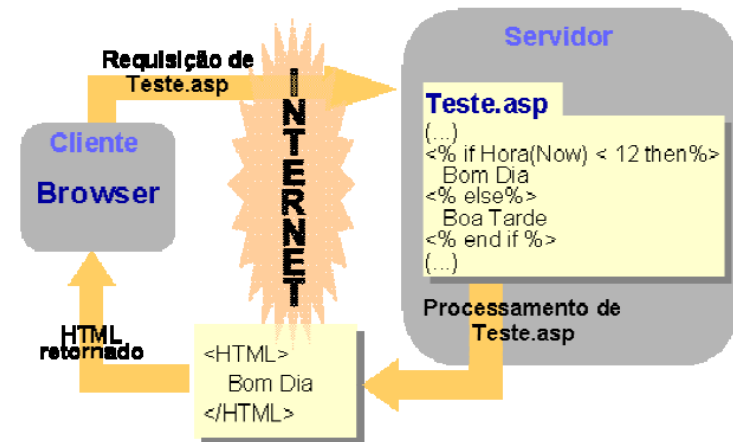 Requisição de
Teste.asp
INTERNET
Servidor
Teste.asp
(...)
<% if Hora(Now) < 12 then%>
Bom Dia
<% else%>
Boa Tarde
<% end if %>
(...)
Cliente
Browser
Processamento de
Teste.asp
HTML
retornado
<HTML>
Bom Dia
</HTML>